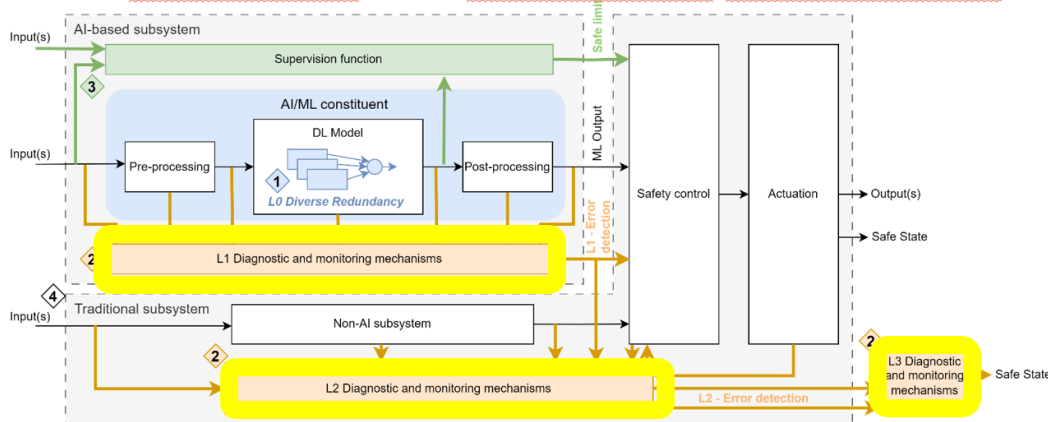 AI-based subsystem
Input(s)
Safe limit
Supervision function
3
AI/ML constituent
DL Model
ML Output
Input(s)
Pre-processing
Post-processing
1
L0 Diverse Redundancy
Safety control
Actuation
Output(s)
Safe State
L1 - Error
detection
2
L1 Diagnostic and monitoring mechanisms
4
Traditional subsystem
Input(s)
Non-AI subsystem
2
L2 Diagnostic and monitoring mechanisms
L2 - Error detection
2
L3 Diagnostic
and monitoring
mechanisms
Safe State